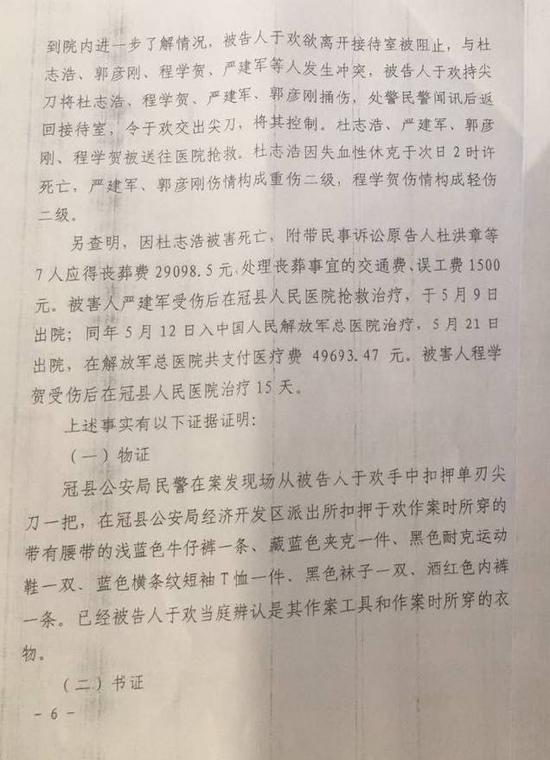 到院内进一步了解情况，被告人于欢欲离开接待室被阻止，与杜
志浩、郭彦刚、程学贺、严建军等人发生冲突，被告人于欢持尖
刀将杜志浩、程学贺、严建军、郭彦刚捅伤，处警民警闻讯后返
回接待室，令于欢交出尖刀，将其控制。杜志浩、严建军、郭彦
刚、程学贺被送往医院抢救。杜志浩因失血性休克于次日2时许
死亡，严建军、郭彦刚伤情构成重伤二级，程学贺伤情构成轻伤
二级。
另查明，因杜志浩被害死亡，附带民事诉讼原告人杜洪章等
7人应得丧葬费29098.5元、处理丧葬事宜的交通费、误工费1500
元。被害人严建军受伤后在冠县人民医院抢救治疗，于5月9日
出院；同年5月12日入中国人民解放军总医院治疗，5月21日
出院，在解放军总医院共支付医疗费 49693.47 元。被害人程学
贺受伤后在冠县人民医院治疗15天。
上述事实有以下证据证明：
（一）物证
冠县公安局民警在案发现场从被告人于欢手中扣押单刃尖
刀一把，在冠县公安局经济开发区派出所扣押于欢作案时所穿的
带有腰带的浅蓝色牛仔裤一条、藏蓝色夹克一件、黑色耐克运动
鞋一双、蓝色横条纹短袖T恤一件、黑色袜子一双、酒红色内裤
一条。已经被告人于欢当庭辨认是其作案工具和作案时所穿的衣
物。
（二）书证
- 6 -